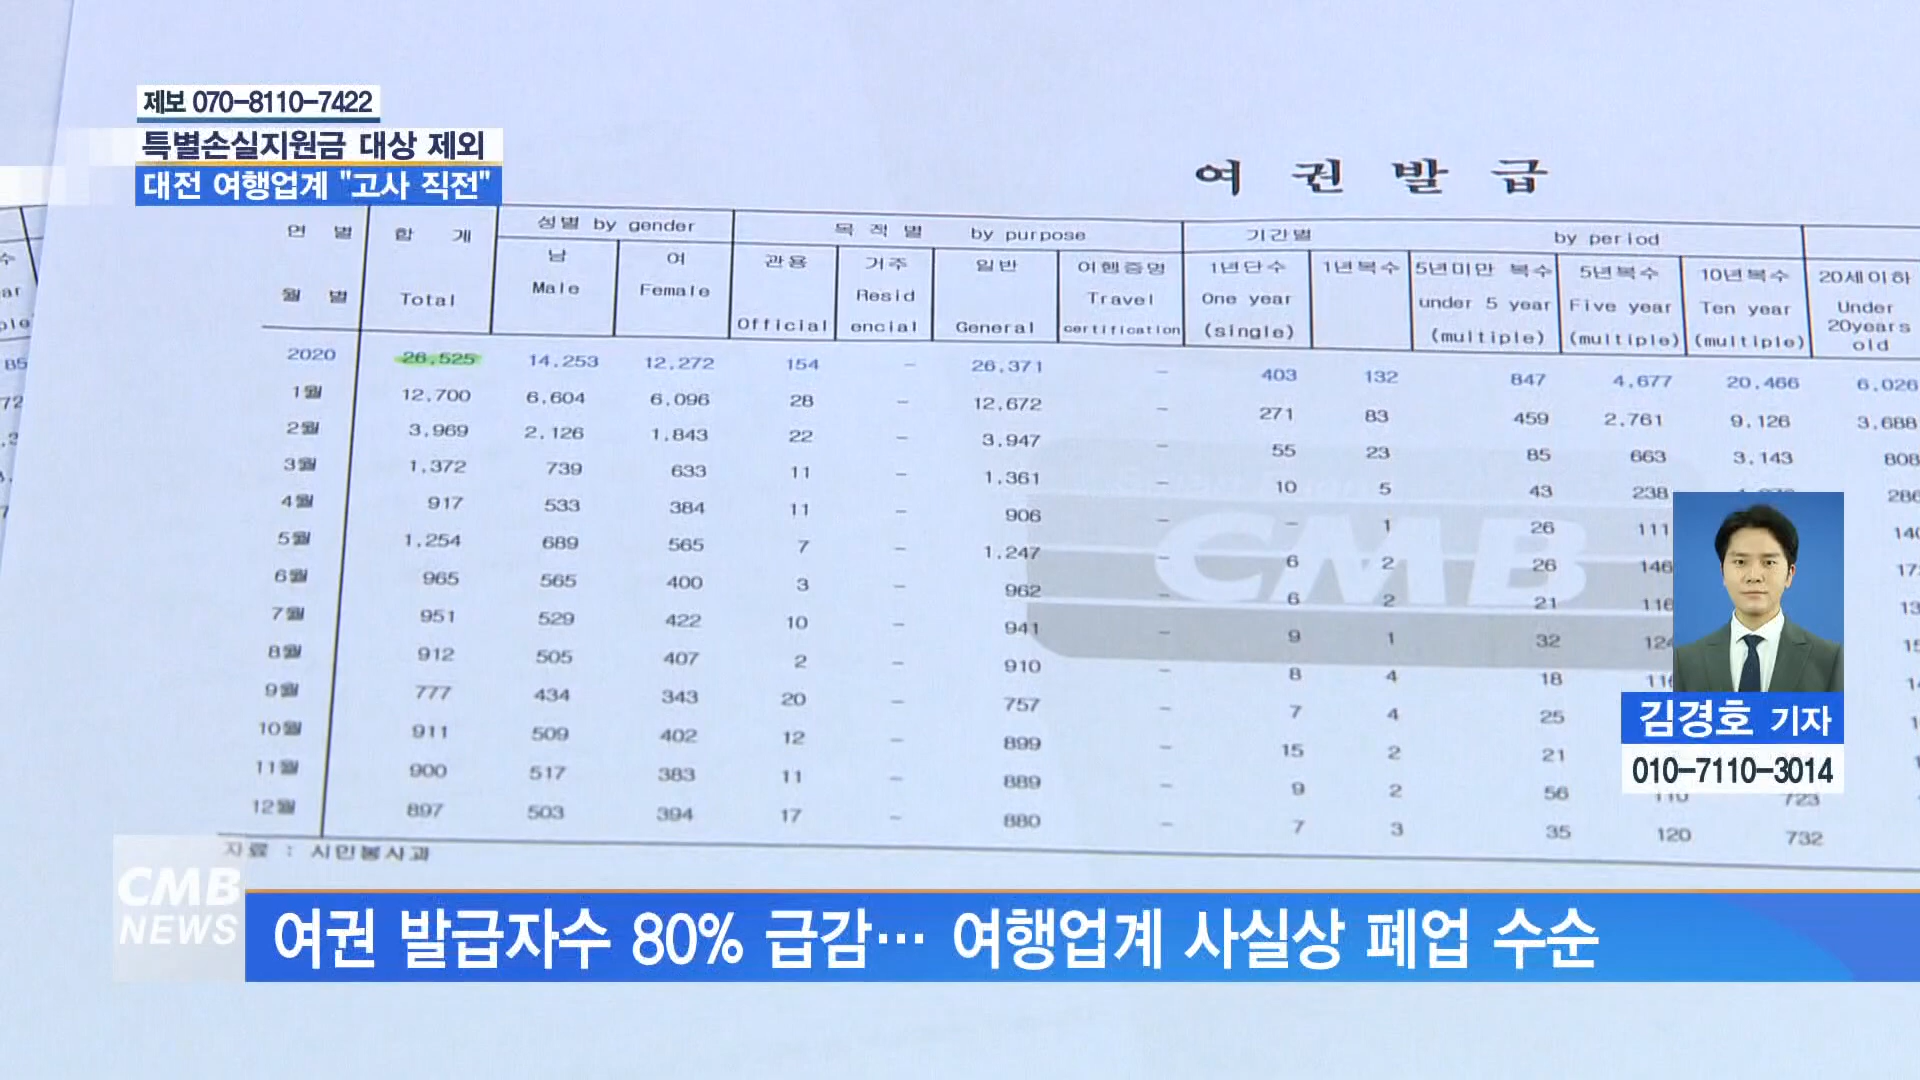 제보 070-8110-7422
특별손실지원금 대상 제외
대전 여행업계 "고사 직전"
여 권 발 급
연 별 합 계 성별 by gender 목 적 별 by purpose 기간별 by period
남 여 관용 거주 일반 여행증명 1년단수 1년복수 5년미만 복수 5년복수 10년복수 20세이하
월 별 Total Male Female Official Resid encial General Travel certification One year (single) under 5 year (multiple) Five year (multiple) Ten year (multiple) Under 20years old
2020 26,525 14,253 12,272 154 - 26,371 - 403 132 847 4,677 20,466 6,026
1월 12,700 6,604 6,096 28 - 12,672 - 271 83 459 2,761 9,126 3,688
2월 3,969 2,126 1,843 22 - 3,947 - 55 23 85 663 3,143 808
3월 1,372 739 633 11 - 1,361 - 10 5 43 238
4월 917 533 384 11 - 906 - - 1 26 111
5월 1,254 689 565 7 - 1,247 - 6 2 26 146
6월 965 565 400 3 - 962 - 6 2 21 116
7월 951 529 422 10 - 941 - 9 1 32
8월 912 505 407 2 - 910 - 8 4 18
9월 777 434 343 20 - 757 - 7 4 25
10월 911 509 402 12 - 899 - 15 2 21
11월 900 517 383 11 - 889 - 9 2 56 110 723
12월 897 503 394 17 - 880 - 7 3 35 120 732
자료 : 시민봉사과
CMB
김경호 기자
010-7110-3014
CMB
NEWS
여권 발급자수 80% 급감… 여행업계 사실상 폐업 수순